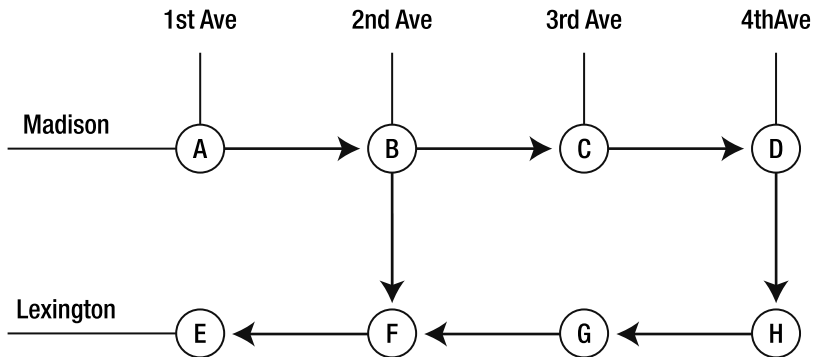 1st Ave 2nd Ave 3rd Ave 4thAve
Madison
A B C D
Lexington
E F G H